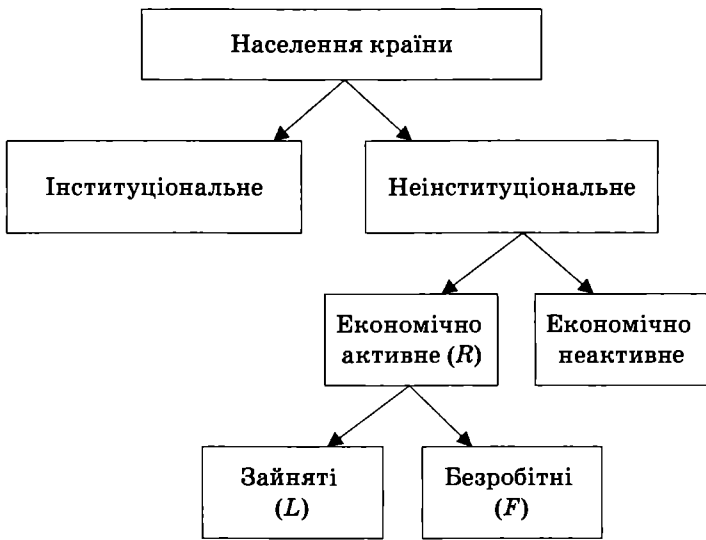 Населення країни
Інституціональне
Неінституціональне
Економічно
активне (R)
Економічно
неактивне
Зайняті
(L)
Безробітні
(F)